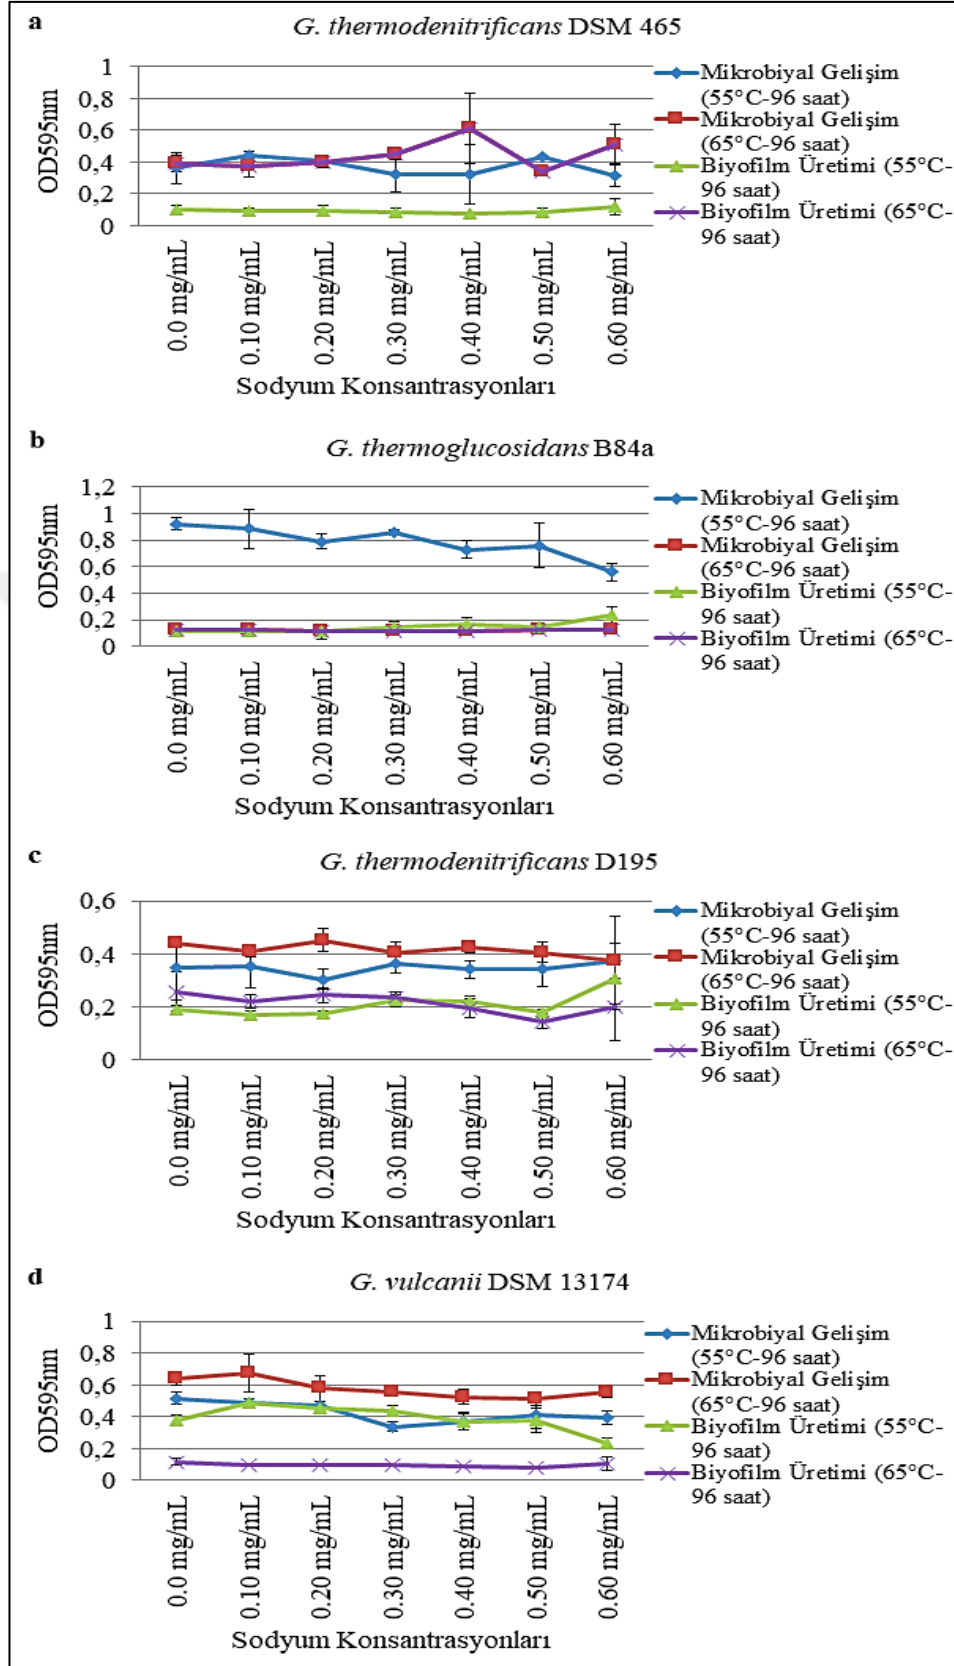 a
G. thermodenitrificans DSM 465
1
0,8
0,6
0,4
0,2
0
OD595nm
0.0 mg/mL
0.10 mg/mL
0.20 mg/mL
0.30 mg/mL
0.40 mg/mL
0.50 mg/mL
0.60 mg/mL
Sodyum Konsantrasyonları
Mikrobiyal Gelişim
(55°C-96 saat)
Mikrobiyal Gelişim
(65°C-96 saat)
Biyofilm Üretimi (55°C-
96 saat)
Biyofilm Üretimi (65°C-
96 saat)
b
G. thermoglucosidans B84a
1,2
1
0,8
0,6
0,4
0,2
0
OD595nm
0.0 mg/mL
0.10 mg/mL
0.20 mg/mL
0.30 mg/mL
0.40 mg/mL
0.50 mg/mL
0.60 mg/mL
Sodyum Konsantrasyonları
Mikrobiyal Gelişim
(55°C-96 saat)
Mikrobiyal Gelişim
(65°C-96 saat)
Biyofilm Üretimi (55°C-
96 saat)
Biyofilm Üretimi (65°C-
96 saat)
c
G. thermodenitrificans D195
0,6
0,4
0,2
0
OD595nm
0.0 mg/mL
0.10 mg/mL
0.20 mg/mL
0.30 mg/mL
0.40 mg/mL
0.50 mg/mL
0.60 mg/mL
Sodyum Konsantrasyonları
Mikrobiyal Gelişim
(55°C-96 saat)
Mikrobiyal Gelişim
(65°C-96 saat)
Biyofilm Üretimi (55°C-
96 saat)
Biyofilm Üretimi (65°C-
96 saat)
d
G. vulcanii DSM 13174
1
0,8
0,6
0,4
0,2
0
OD595nm
0.0 mg/mL
0.10 mg/mL
0.20 mg/mL
0.30 mg/mL
0.40 mg/mL
0.50 mg/mL
0.60 mg/mL
Sodyum Konsantrasyonları
Mikrobiyal Gelişim
(55°C-96 saat)
Mikrobiyal Gelişim
(65°C-96 saat)
Biyofilm Üretimi (55°C-
96 saat)
Biyofilm Üretimi (65°C-
96 saat)